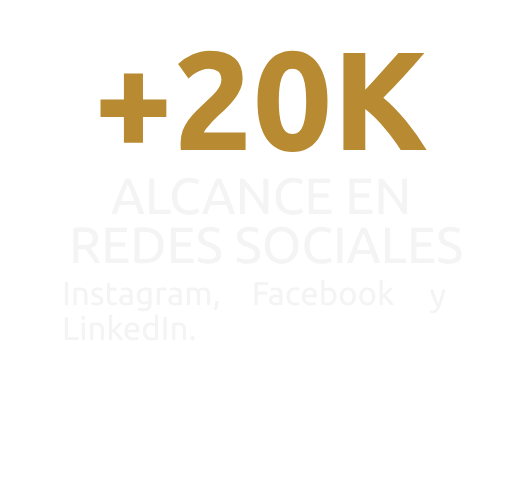 +20K
ALCANCE EN
REDES SOCIALES
Instagram, Facebook y
LinkedIn.